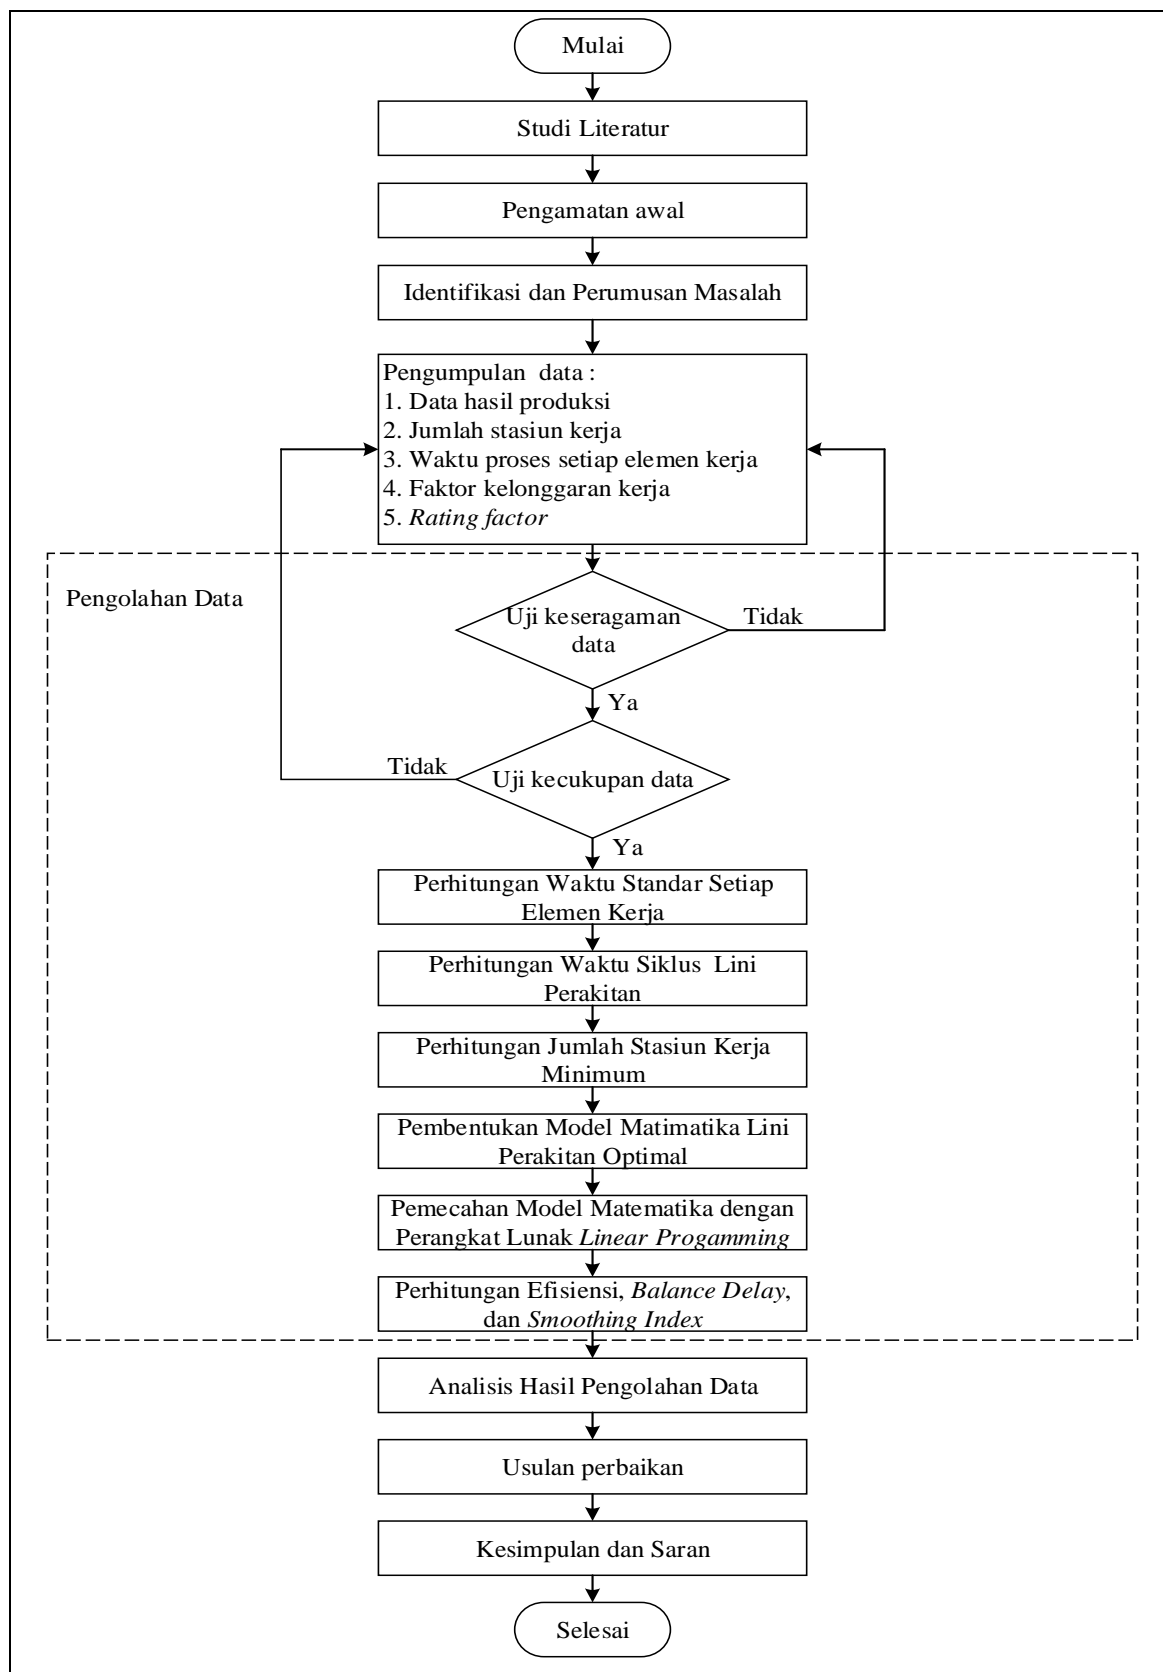 Mulai
Studi Literatur
Pengamatan awal
Identifikasi dan Perumusan Masalah
Pengumpulan data :
1. Data hasil produksi
2. Jumlah stasiun kerja
3. Waktu proses setiap elemen kerja
4. Faktor kelonggaran kerja
5. Rating factor
Pengolahan Data
Uji keseragaman
data
Tidak
Ya
Tidak
Uji kecukupan data
Ya
Perhitungan Waktu Standar Setiap
Elemen Kerja
Perhitungan Waktu Siklus Lini
Perakitan
Perhitungan Jumlah Stasiun Kerja
Minimum
Pembentukan Model Matimatika Lini
Perakitan Optimal
Pemecahan Model Matematika dengan
Perangkat Lunak Linear Progamming
Perhitungan Efisiensi, Balance Delay,
dan Smoothing Index
Analisis Hasil Pengolahan Data
Usulan perbaikan
Kesimpulan dan Saran
Selesai